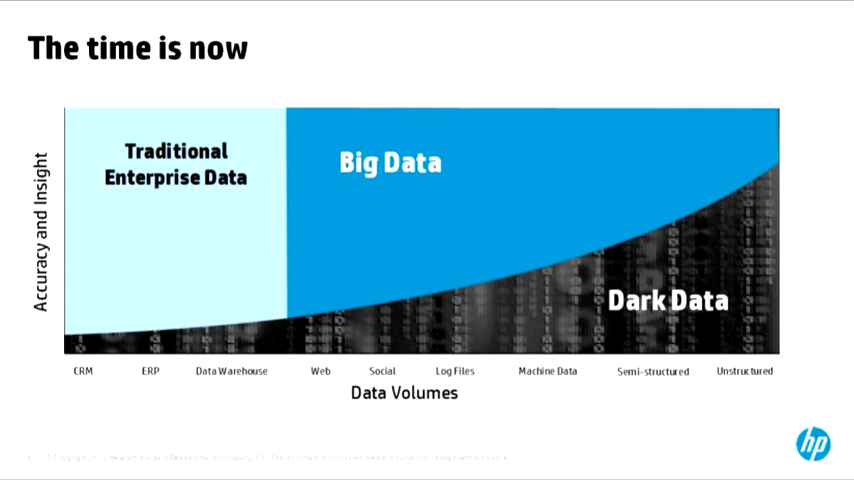 The time is now
Accuracy and Insight
Traditional
Enterprise Data
Big Data
Dark Data
CRM ERP Data Warehouse Web Social Log Files Machine Data Semi-structured Unstructured
Data Volumes
hp